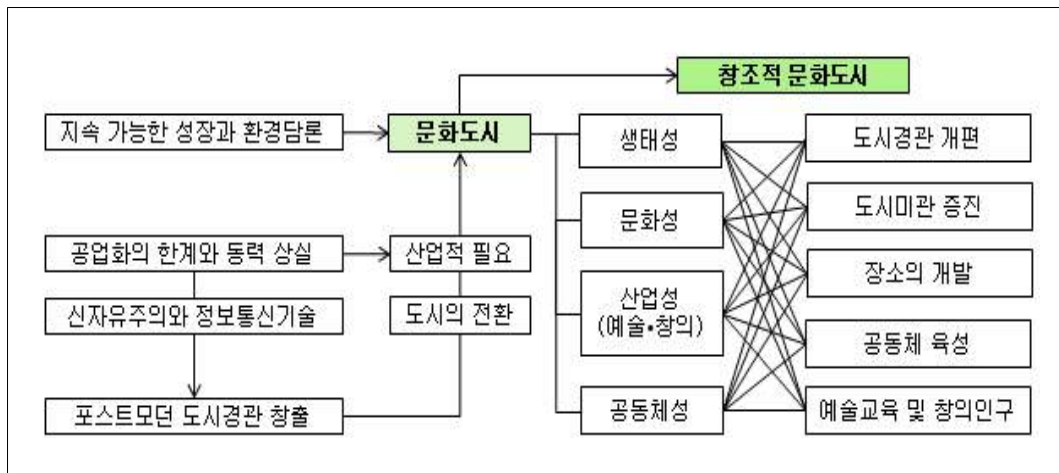 창조적 문화도시
지속 가능한 성장과 환경담론
문화도시
생태성
도시경관 개편
문화성
도시미관 증진
공업화의 한계와 동력 상실
산업적 필요
장소의 개발
신자유주의와 정보통신기술
도시의 전환
산업성
(예술•창의)
공동체 육성
포스트모던 도시경관 창출
공동체성
예술교육 및 창의인구